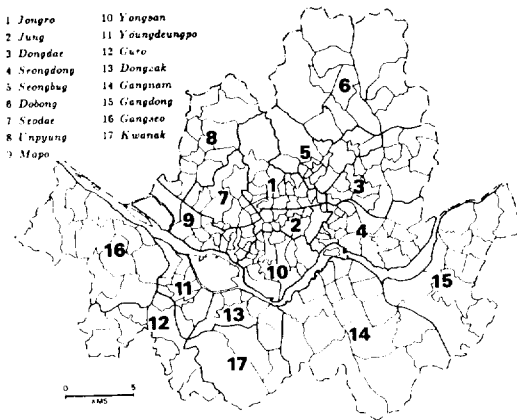 1 Jongro
2 Jung
3 Dongdae
4 Seongdong
5 Seongbug
6 Dobong
7 Seodae
8 Unpyung
9 Mapo
10 Yongsan
11 Youngdeungpo
12 Guro
13 Dongzak
14 Gangnam
15 Gangdong
16 Gangseo
17 Kwanak
6
8
5
1
3
7
9
2
4
16
10
15
11
12
13
14
17
0 5
KMS